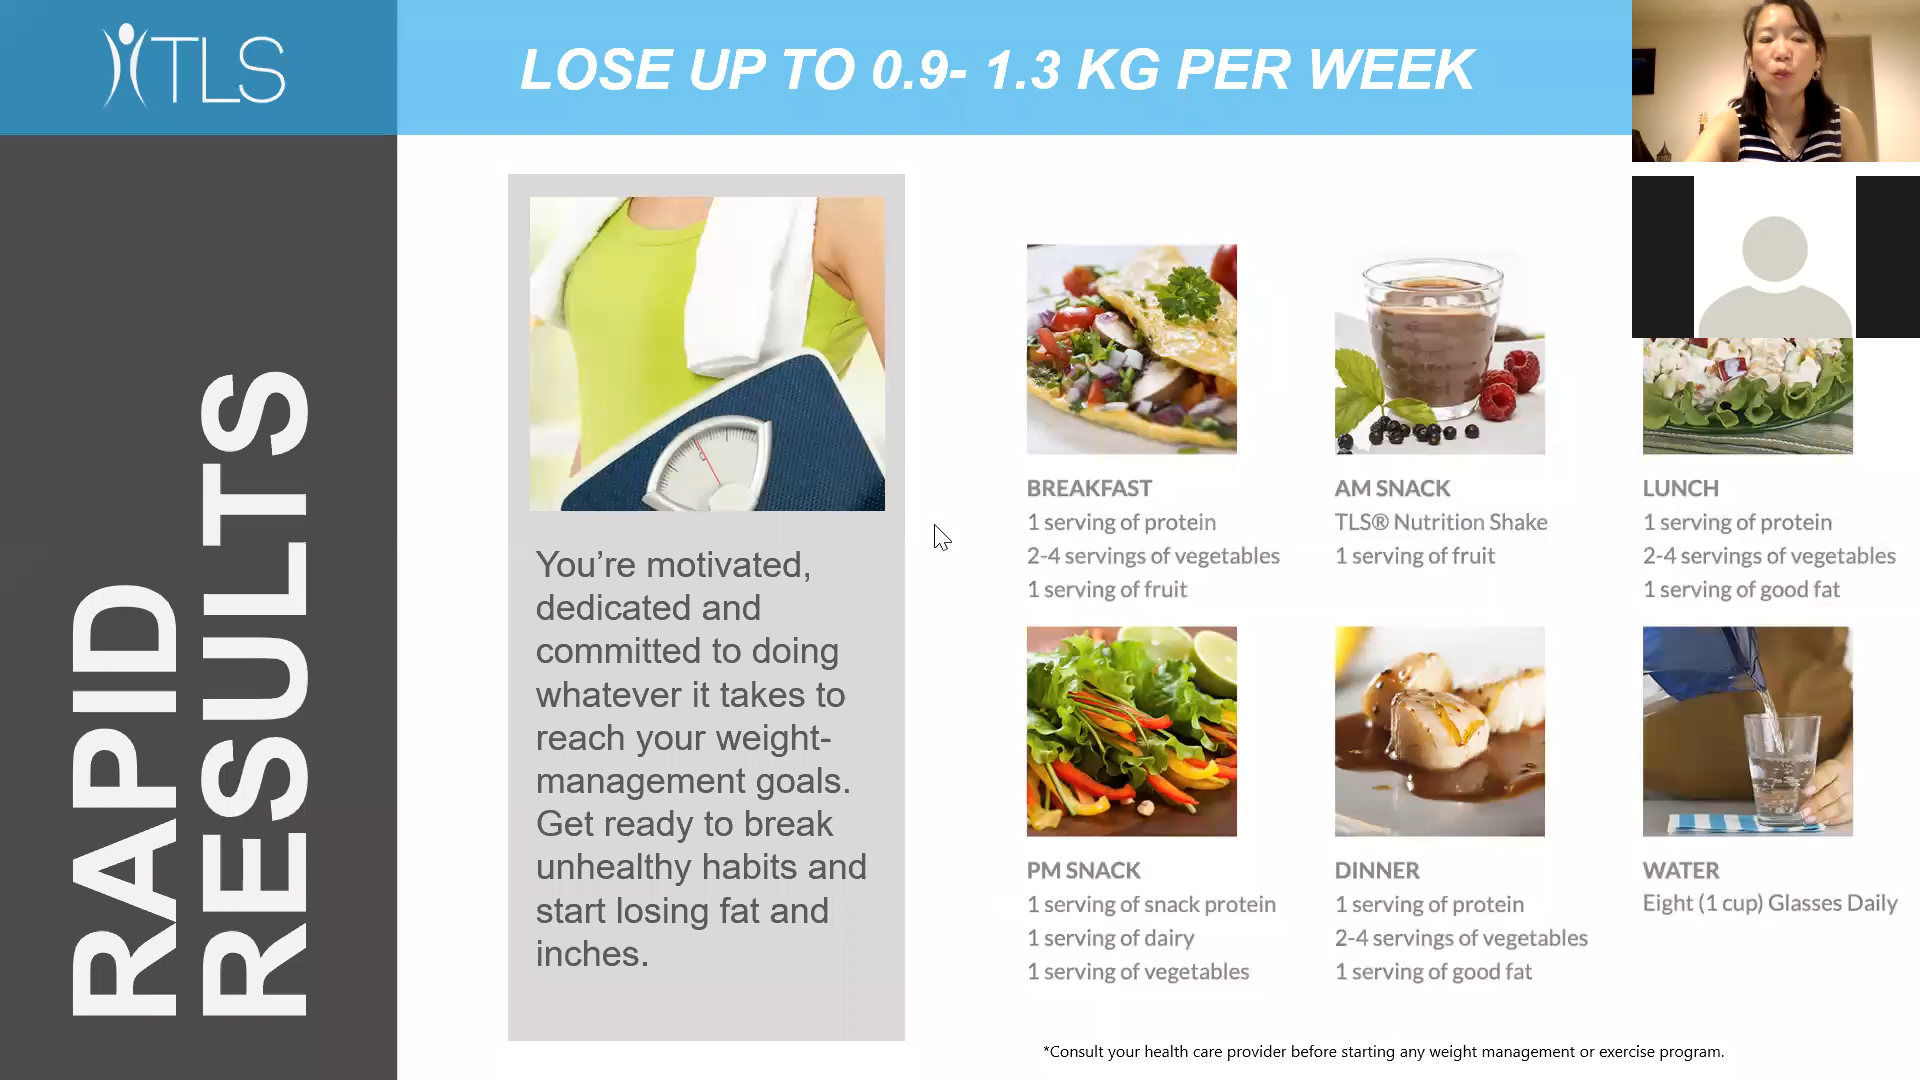 TLS
LOSE UP TO 0.9- 1.3 KG PER WEEK
RAPID
RESULTS
You’re motivated,
dedicated and
committed to doing
whatever it takes to
reach your weight-
management goals.
Get ready to break
unhealthy habits and
start losing fat and
inches.
BREAKFAST
1 serving of protein
2-4 servings of vegetables
1 serving of fruit
AM SNACK
TLS® Nutrition Shake
1 serving of fruit
LUNCH
1 serving of protein
2-4 servings of vegetables
1 serving of good fat
PM SNACK
1 serving of snack protein
1 serving of dairy
1 serving of vegetables
DINNER
1 serving of protein
2-4 servings of vegetables
1 serving of good fat
WATER
Eight (1 cup) Glasses Daily
*Consult your health care provider before starting any weight management or exercise program.